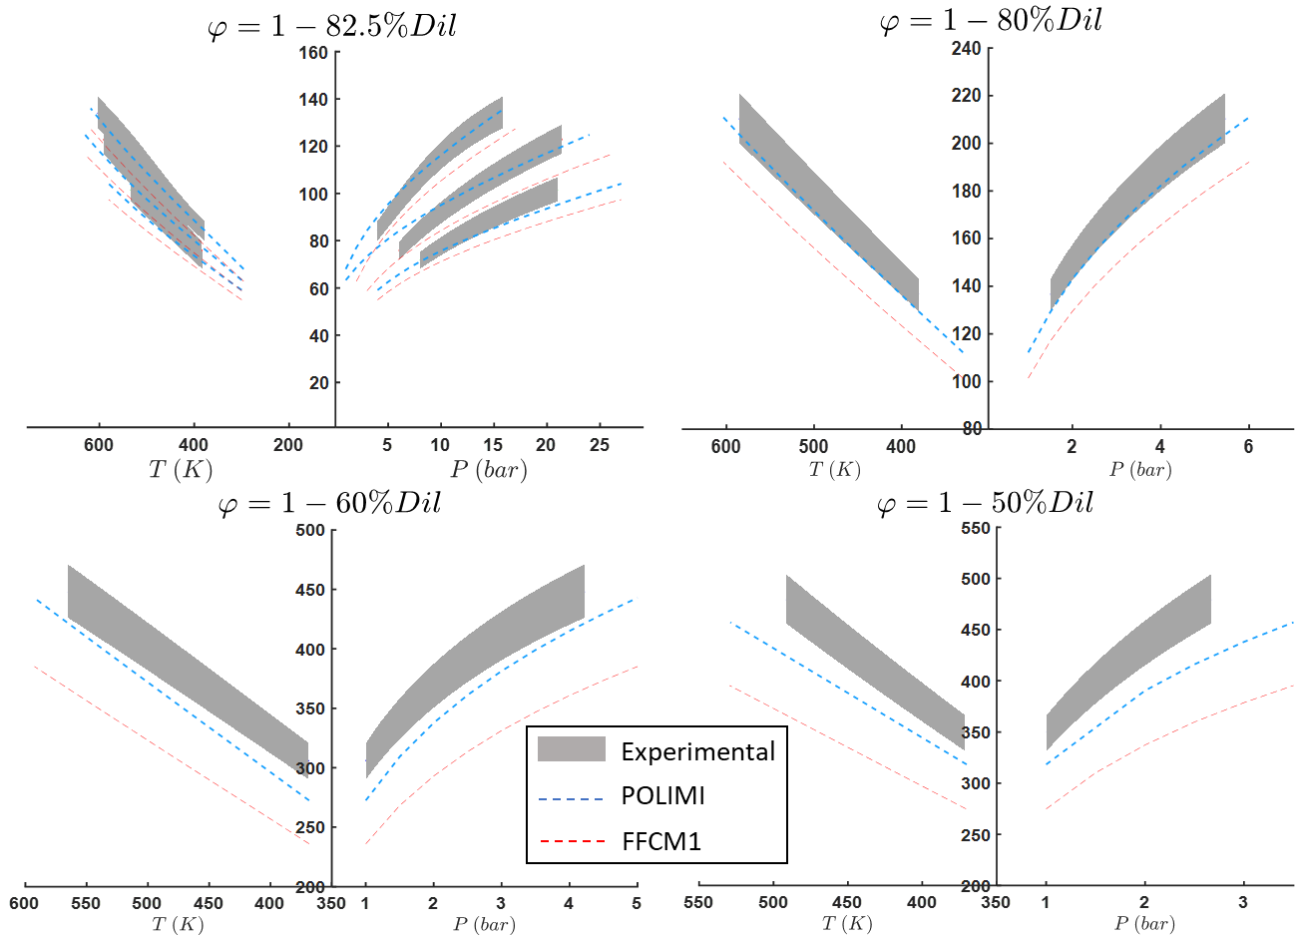 φ = 1 − 82.5%Dil
160
140
120
100
80
60
40
20
600 400 200
5 10 15 20 25
T (K)
P (bar)
φ = 1 − 80%Dil
240
220
200
180
160
140
120
100
80
600 500 400
2 4 6
T (K)
P (bar)
φ = 1 − 60%Dil
500
450
400
350
300
250
200
600 550 500 450 400 350
1 2 3 4 5
T (K)
P (bar)
φ = 1 − 50%Dil
550
500
450
400
350
300
250
200
550 500 450 400 350
1 2 3
T (K)
P (bar)
Experimental
POLIMI
FFCM1